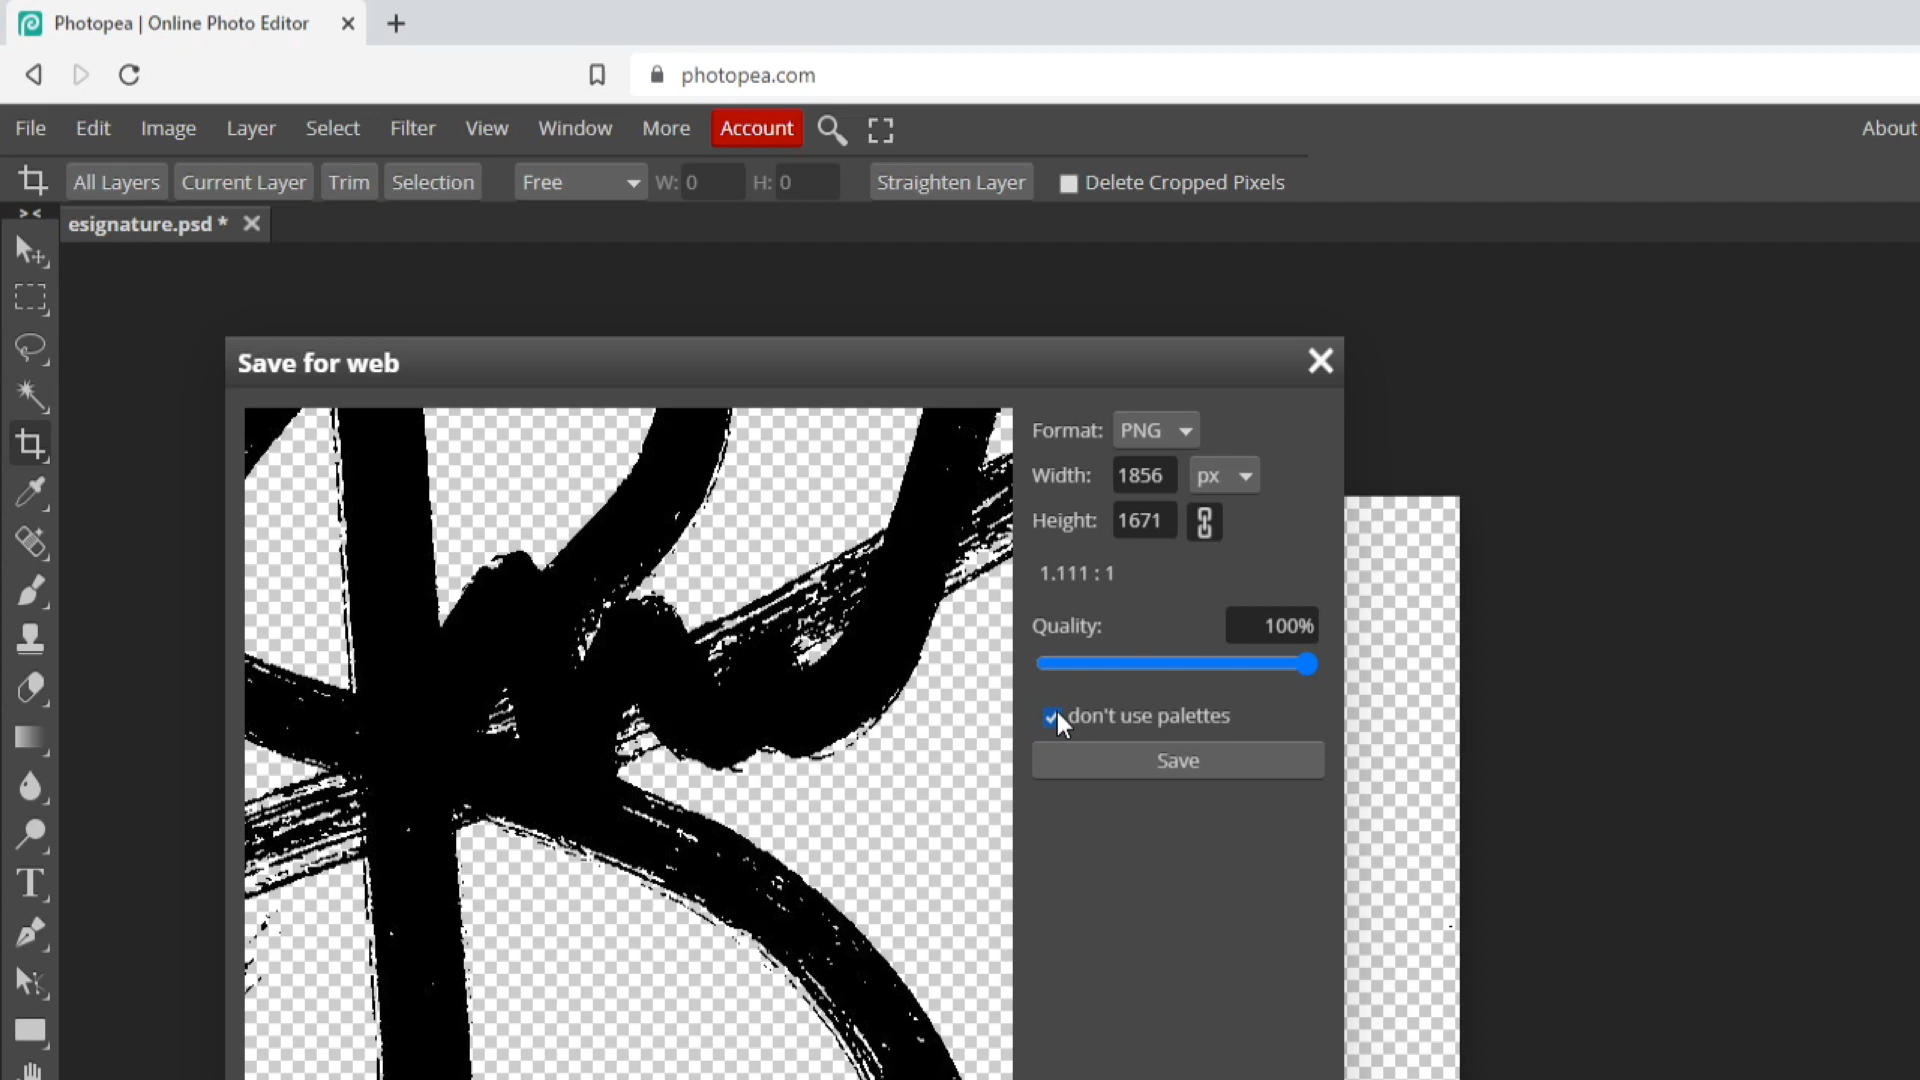 Photopea | Online Photo Editor
photopea.com
File Edit Image Layer Select Filter View Window More Account About
All Layers Current Layer Trim Selection Free W: 0 H: 0 Straighten Layer Delete Cropped Pixels
esignature.psd *
Save for web
Format: PNG
Width: 1856 px
Height: 1671
1.111 : 1
Quality: 100%
don't use palettes
Save